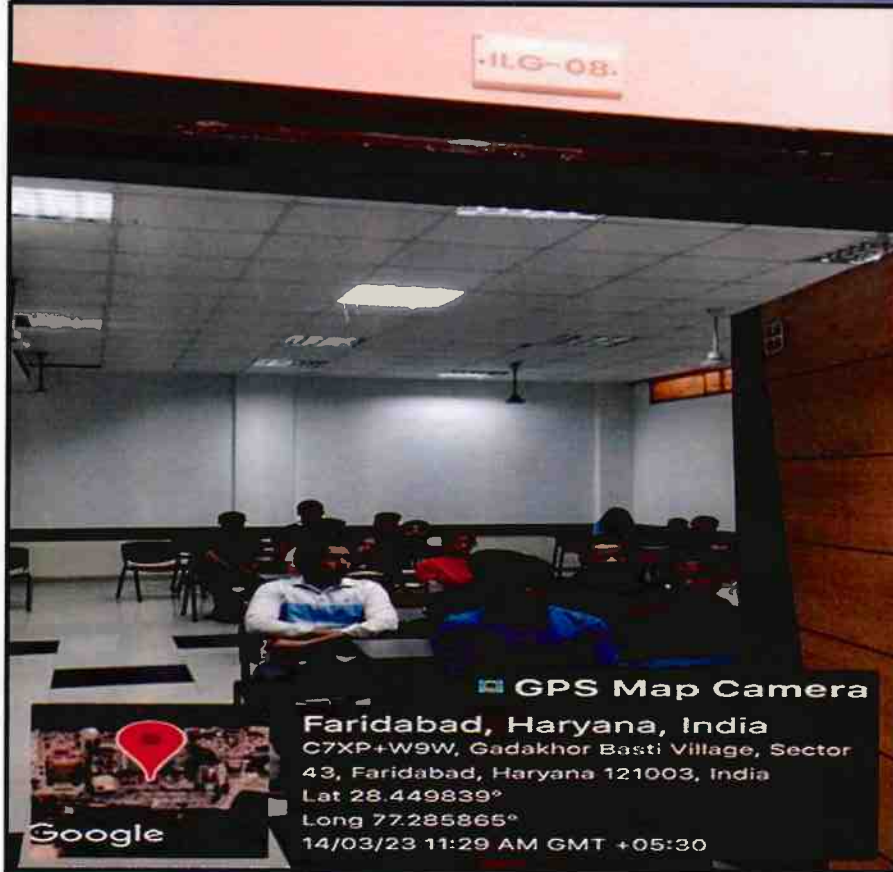 .ILG-08.
GPS Map Camera
Faridabad, Haryana, India
C7XP+W9W, Gadakhor Basti Village, Sector
43, Faridabad, Haryana 121003, India
Lat 28.449839°
Long 77.285865°
14/03/23 11:29 AM GMT +05:30
Google